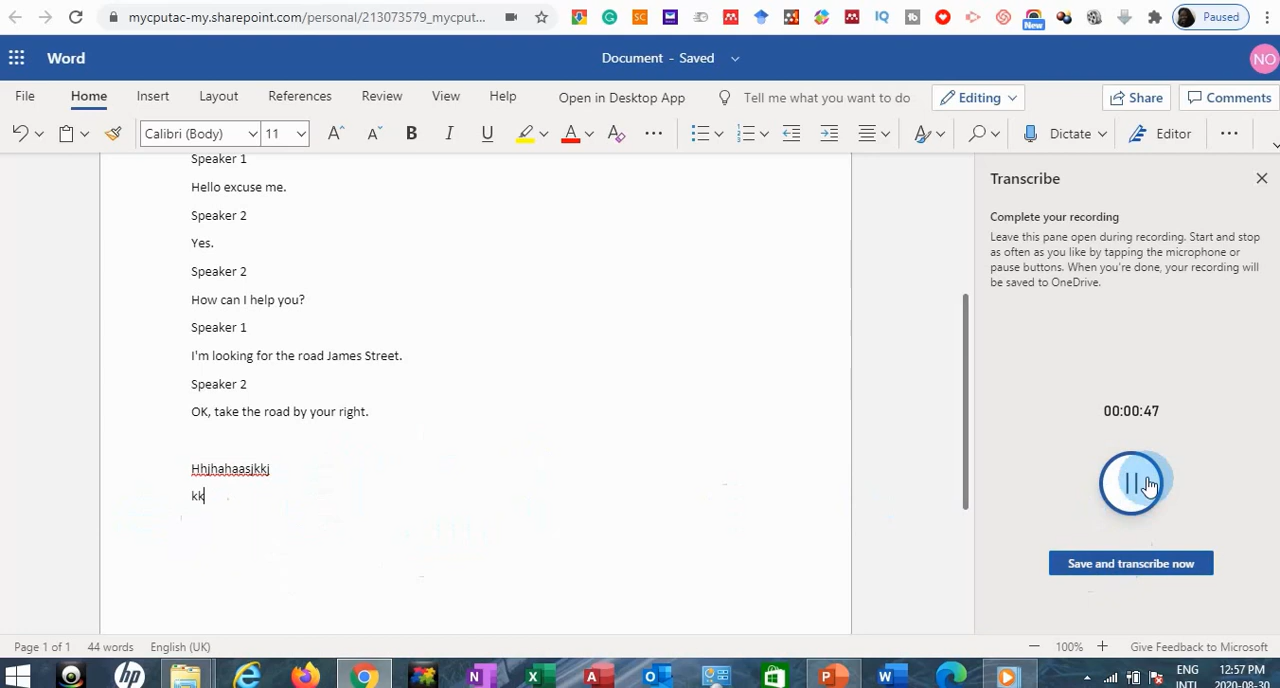 mycputac-my.sharepoint.com/personal/213073579_mycput...
Paused
New
Word
Document - Saved
NO
File Home Insert Layout References Review View Help Open in Desktop App Tell me what you want to do Editing Share Comments
Calibri (Body) 11 B I U A Dictate Editor
Speaker 1
Hello excuse me.
Speaker 2
Yes.
Speaker 2
How can I help you?
Speaker 1
I'm looking for the road James Street.
Speaker 2
OK, take the road by your right.
Hhjhahaasjkkj
kk
Transcribe
Complete your recording
Leave this pane open during recording. Start and stop
as often as you like by tapping the microphone or
pause buttons. When you're done, your recording will
be saved to OneDrive.
00:00:47
Save and transcribe now
Page 1 of 1 44 words English (UK) 100% Give Feedback to Microsoft
ENG 12:57 PM
INTL 2020-08-30